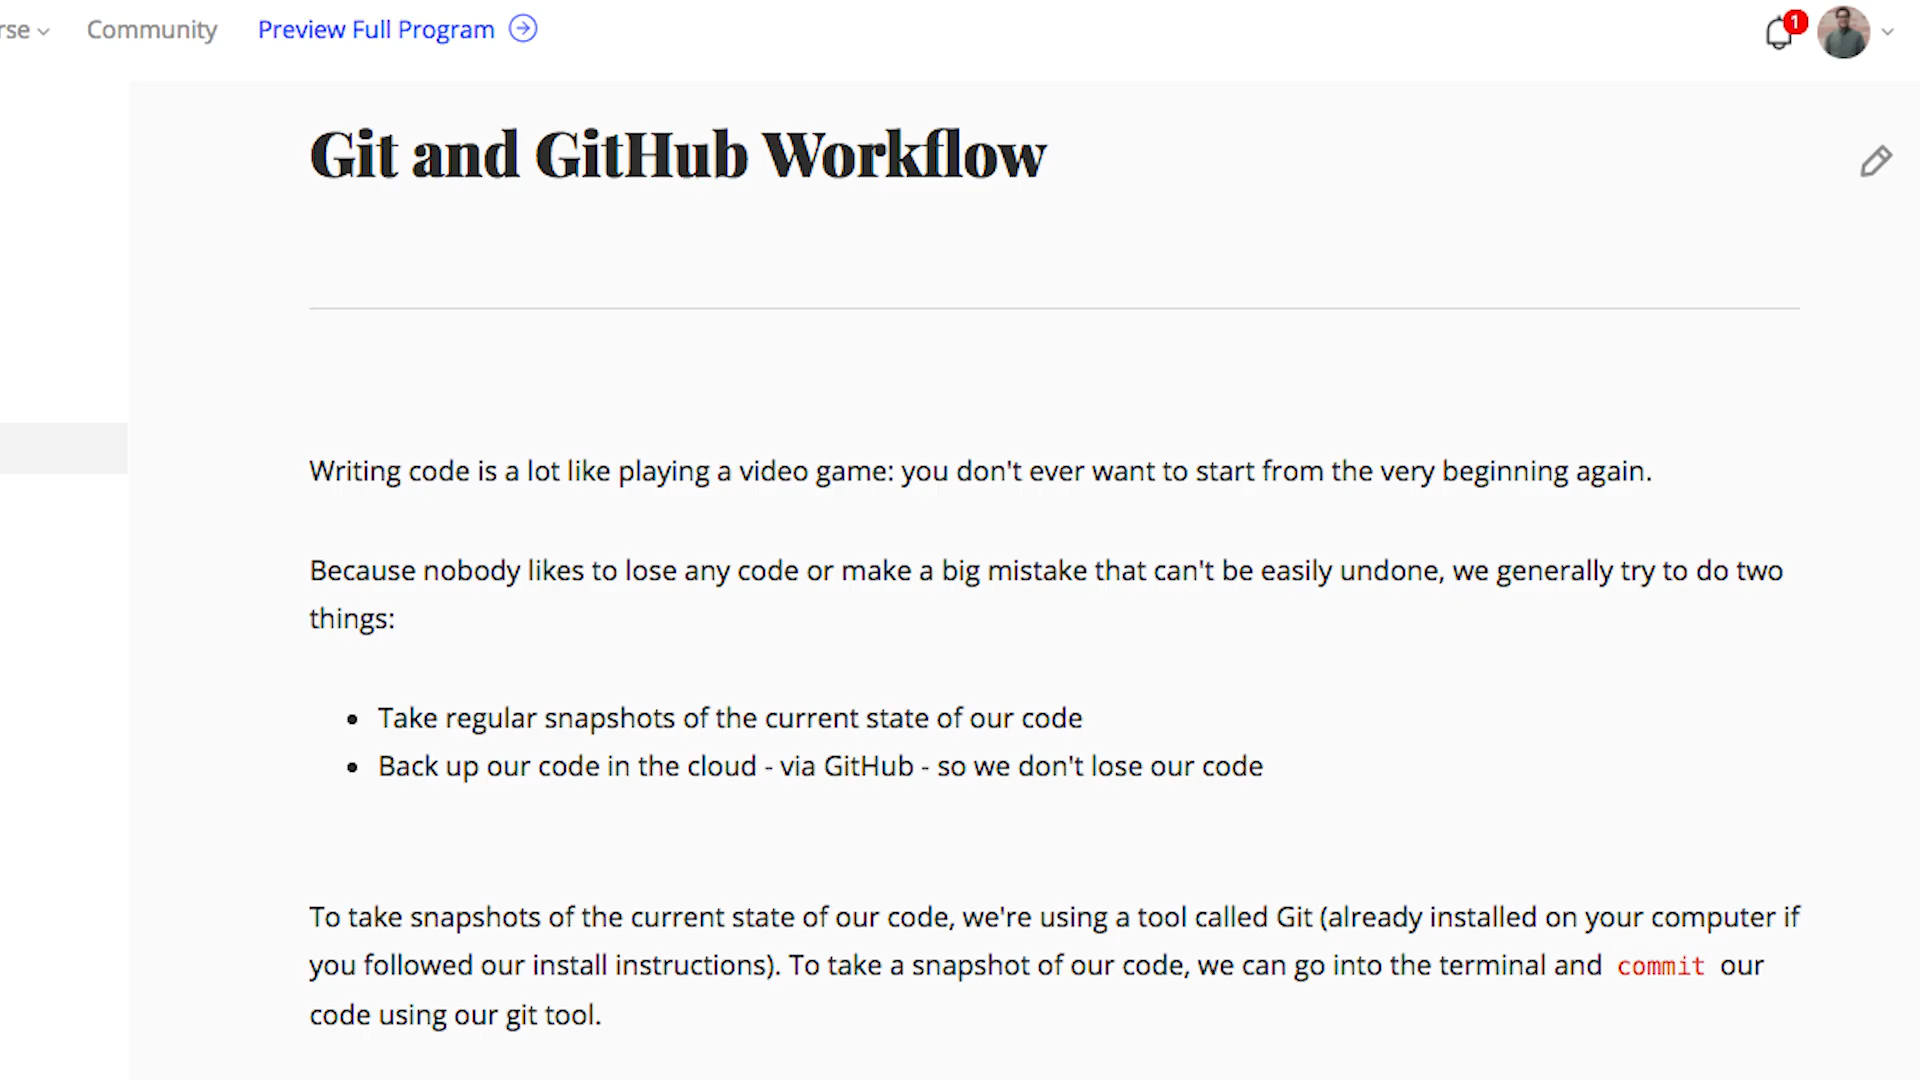 rse Community Preview Full Program 1
Git and GitHub Workflow
Writing code is a lot like playing a video game: you don't ever want to start from the very beginning again.
Because nobody likes to lose any code or make a big mistake that can't be easily undone, we generally try to do two
things:
• Take regular snapshots of the current state of our code
• Back up our code in the cloud - via GitHub - so we don't lose our code
To take snapshots of the current state of our code, we're using a tool called Git (already installed on your computer if
you followed our install instructions). To take a snapshot of our code, we can go into the terminal and commit our
code using our git tool.